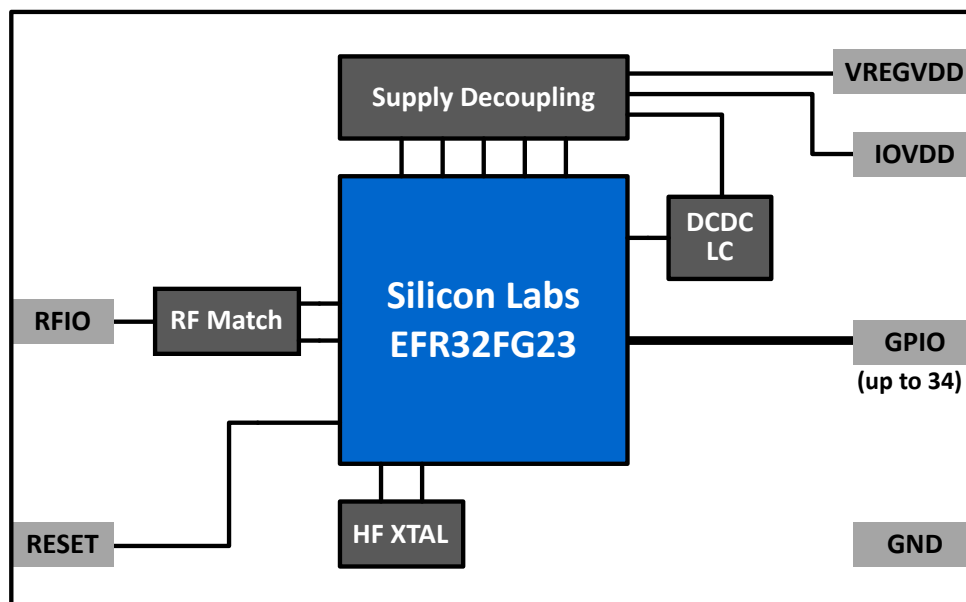 VREGVDD
Supply Decoupling
IOVDD
DCDC
LC
Silicon Labs
EFR32FG23
RFIO
RF Match
GPIO
(up to 34)
RESET
HF XTAL
GND